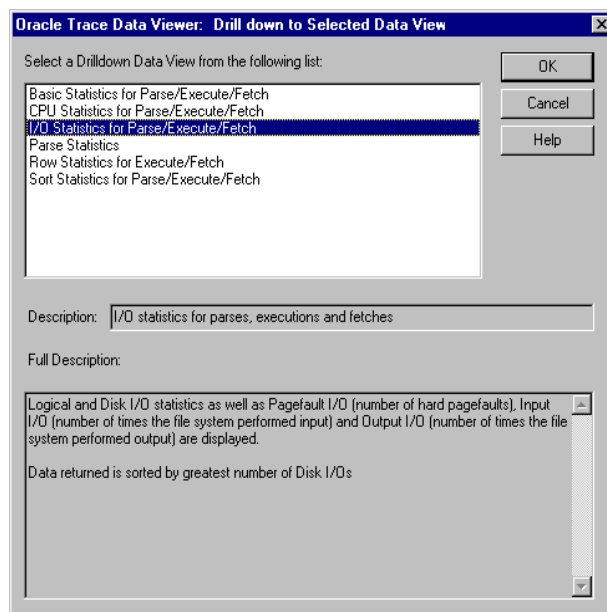 Oracle Trace Data Viewer: Drill down to Selected Data View
Select a Drilldown Data View from the following list:
OK
Basic Statistics for Parse/Execute/Fetch
CPU Statistics for Parse/Execute/Fetch
Cancel
I/O Statistics for Parse/Execute/Fetch
Parse Statistics
Help
Row Statistics for Execute/Fetch
Sort Statistics for Parse/Execute/Fetch
Description: I/O statistics for parses, executions and fetches
Full Description:
Logical and Disk I/O statistics as well as Pagefault I/O (number of hard pagefaults), Input
I/O (number of times the file system performed input) and Output I/O (number of times the file
system performed output) are displayed.
Data returned is sorted by greatest number of Disk I/Os